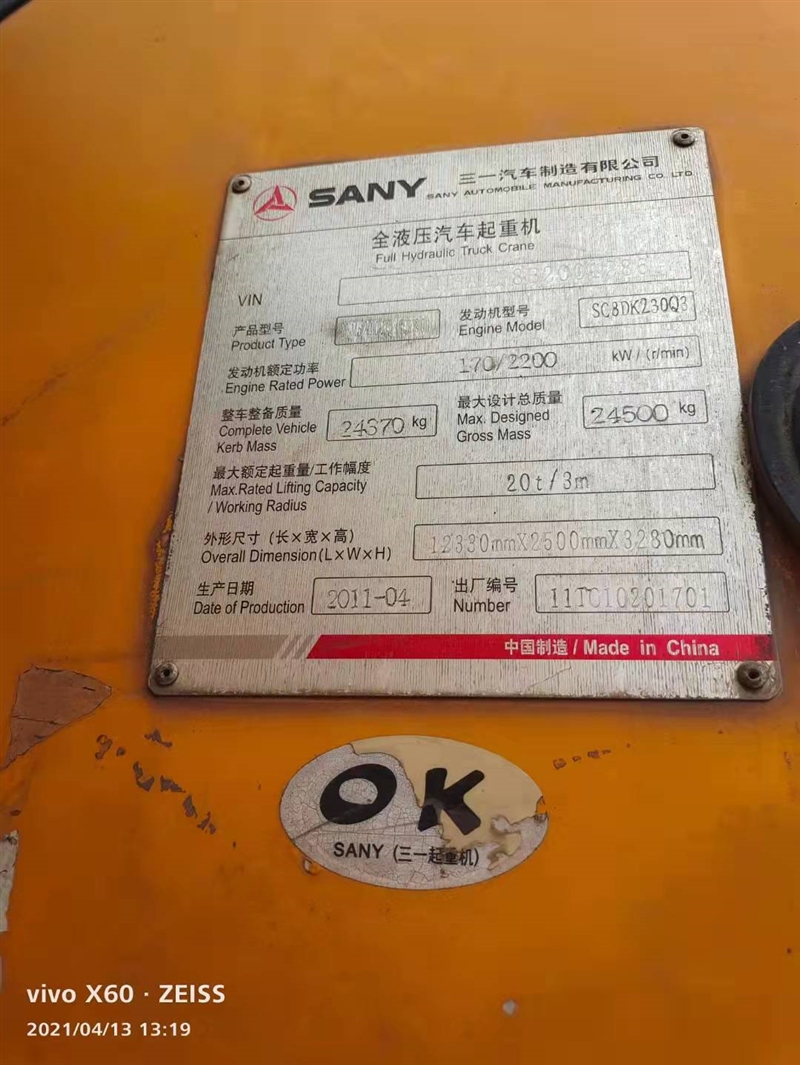 SANY 三一汽车制造有限公司
SANY AUTOMOBILE MANUFACTURING CO. LTD.
全液压汽车起重机
Full Hydraulic Truck Crane
VIN
产品型号
Product Type
发动机型号
Engine Model
SC8DK230Q3
发动机额定功率
Engine Rated Power
170/2200 kW / (r/min)
整车整备质量
Complete Vehicle
Kerb Mass
24370 kg
最大设计总质量
Max. Designed
Gross Mass
24500 kg
最大额定起重量/工作幅度
Max.Rated Lifting Capacity
/ Working Radius
20t/3m
外形尺寸 (长×宽×高)
Overall Dimension(L×W×H)
12330mmX2500mmX3280mm
生产日期
Date of Production
2011-04
出厂编号
Number
11TC10201701
中国制造 / Made in China
OK
SANY (三一起重机)
vivo X60 · ZEISS
2021/04/13 13:19